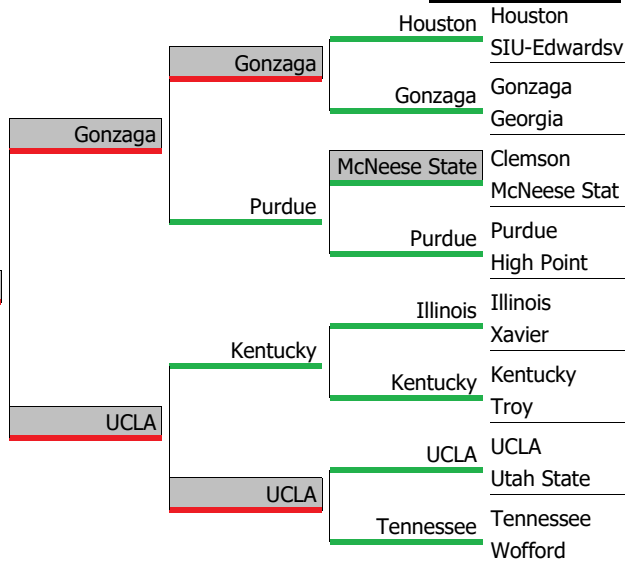 Houston
Houston
SIU-Edwardsv
Gonzaga
Gonzaga
Gonzaga
Georgia
Gonzaga
McNeese State
Clemson
McNeese Stat
Purdue
Purdue
Purdue
High Point
Illinois
Illinois
Xavier
Kentucky
Kentucky
Kentucky
Troy
UCLA
UCLA
UCLA
Utah State
UCLA
Tennessee
Tennessee
Wofford